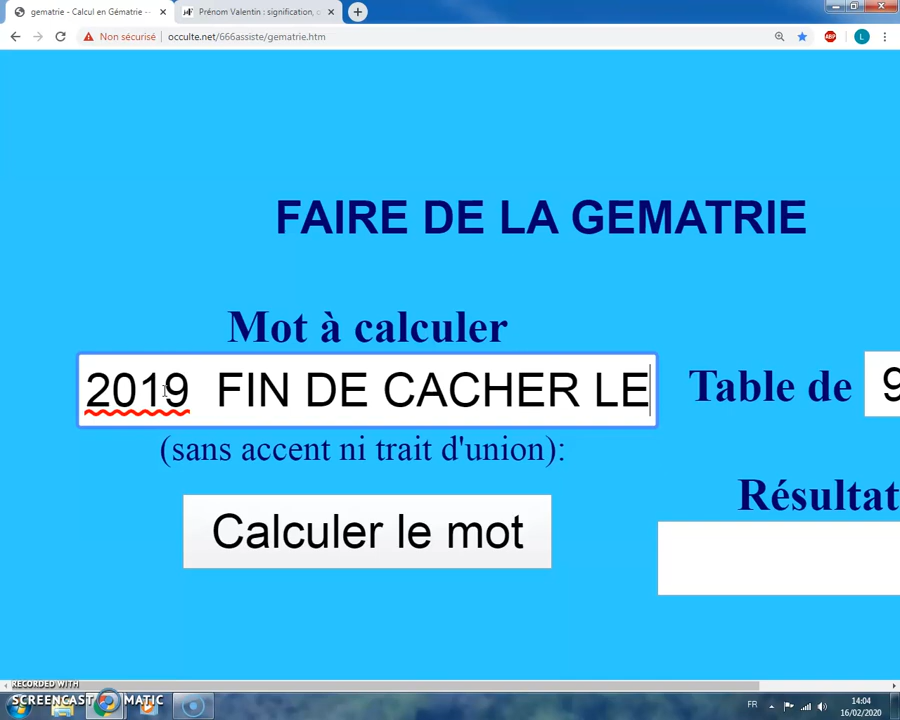 gematrie - Calcul en Gématrie -
Prénom Valentin : signification,
Non sécurisé
occulte.net/666assiste/gematrie.htm
ABP
L
FAIRE DE LA GEMATRIE
Mot à calculer
2019 FIN DE CACHER LE
Table de 9
(sans accent ni trait d'union):
Résultat
Calculer le mot
RECORDED WITH
SCREENCAST MATIC
FR
14:04
16/02/2020